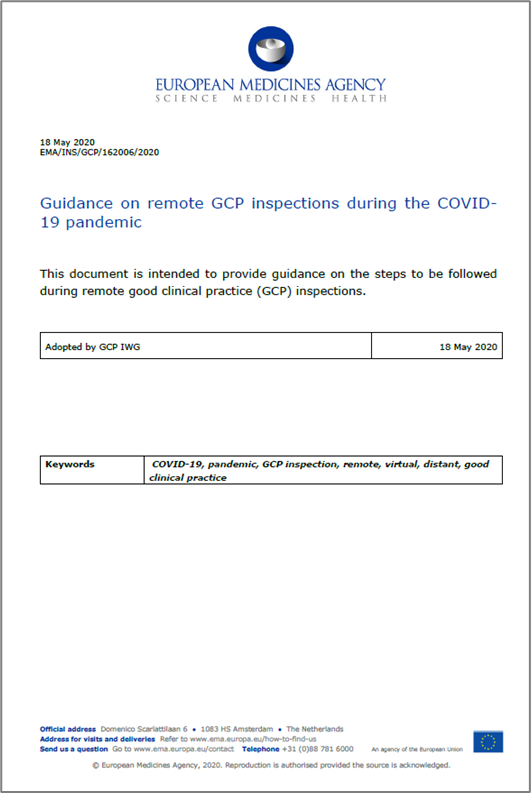 EUROPEAN MEDICINES AGENCY
SCIENCE MEDICINES HEALTH
18 May 2020
EMA/INS/GCP/162006/2020
Guidance on remote GCP inspections during the COVID-
19 pandemic
This document is intended to provide guidance on the steps to be followed
during remote good clinical practice (GCP) inspections.
Adopted by GCP IWG 18 May 2020
Keywords COVID-19, pandemic, GCP inspection, remote, virtual, distant, good
clinical practice
Official address Domenico Scarlattilaan 6 • 1083 HS Amsterdam • The Netherlands
Address for visits and deliveries Refer to www.ema.europa.eu/how-to-find-us
Send us a question Go to www.ema.europa.eu/contact Telephone +31 (0)88 781 6000 An agency of the European Union
© European Medicines Agency, 2020. Reproduction is authorised provided the source is acknowledged.